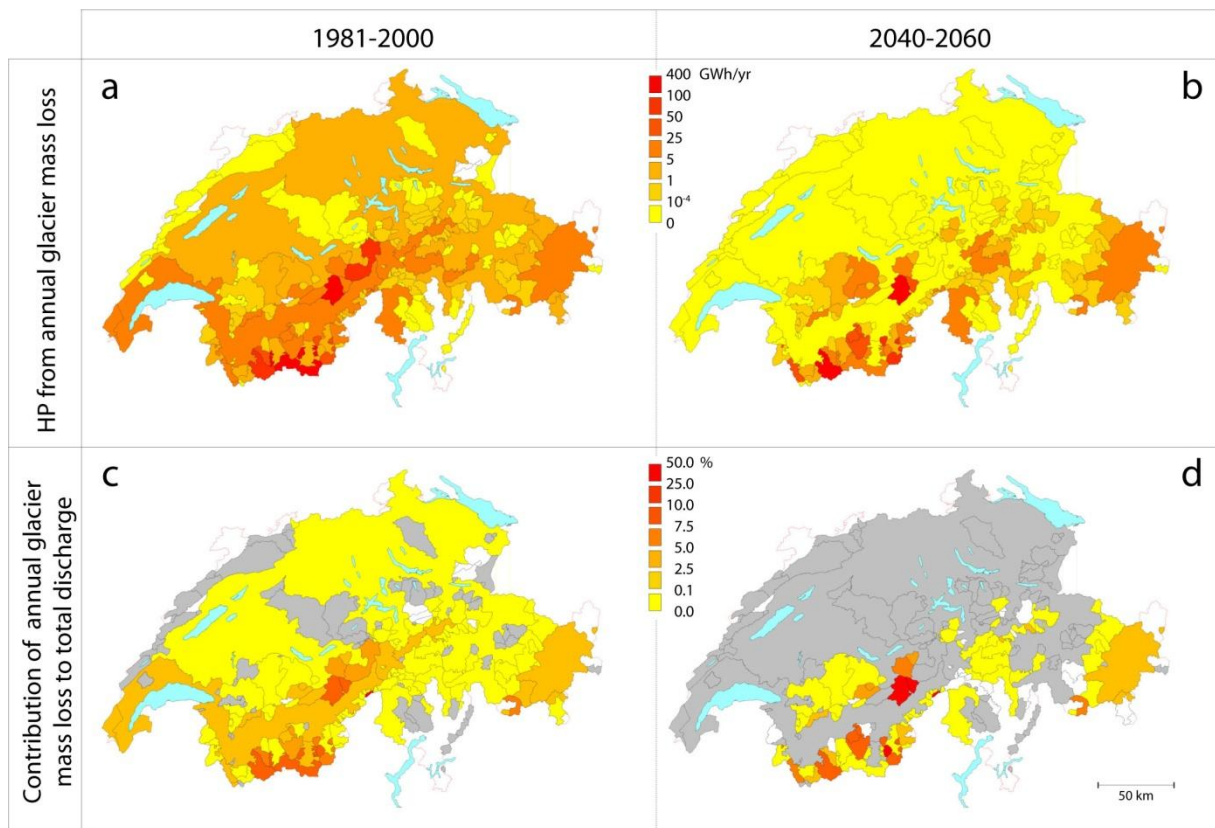 1981-2000
2040-2060
HP from annual glacier mass loss
a
400 GWh/yr
100
50
25
5
1
10⁻⁴
0
b
Contribution of annual glacier
mass loss to total discharge
c
50.0 %
25.0
10.0
7.5
5.0
2.5
0.1
0.0
d
50 km